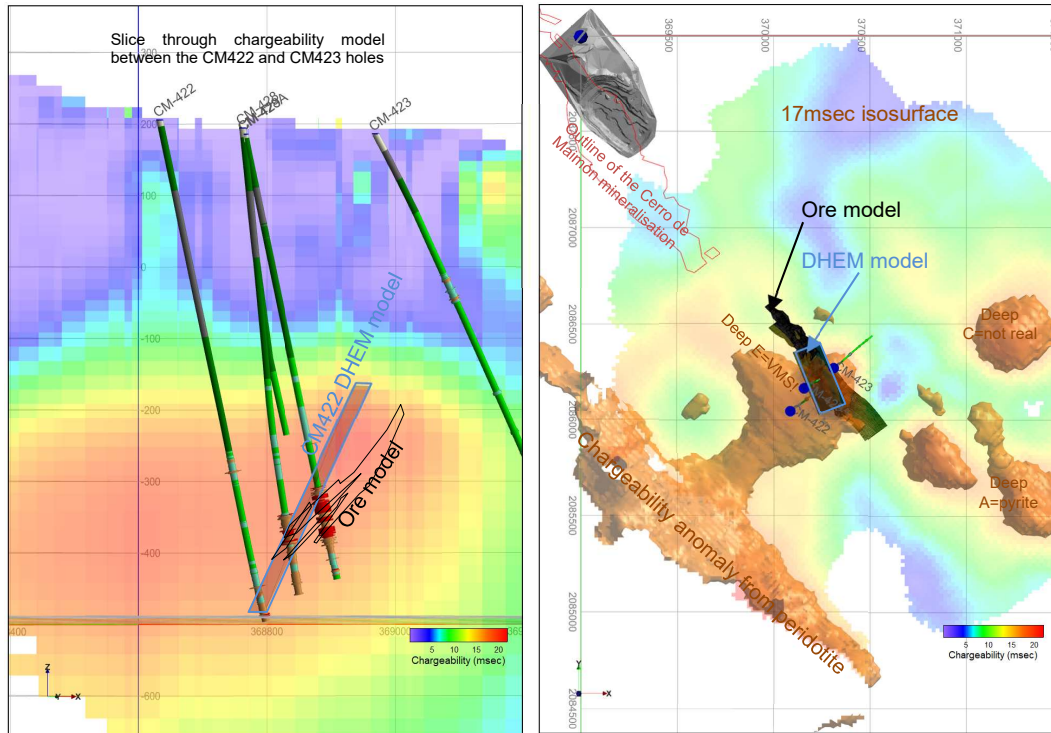 Slice through chargeability model
between the CM422 and CM423 holes
300
200
100
0
-100
-200
-300
-400
-600
400
368800
369000
CM-422
CM-428
CM-423
CM422 DHEM model
Ore model
5 10 15 20
Chargeability (msec)
Z
Y
X
369500
370000
370500
371000
2087000
2086500
2086000
2085500
2085000
2084500
17msec isosurface
Outline of the Cerro de
Maimón mineralisation
Ore model
DHEM model
Deep E=VMS!
CM-423
CM-422
Deep
C=not real
Deep
A=pyrite
Chargeability anomaly from peridotite
5 10 15 20
Chargeability (msec)
Y
X